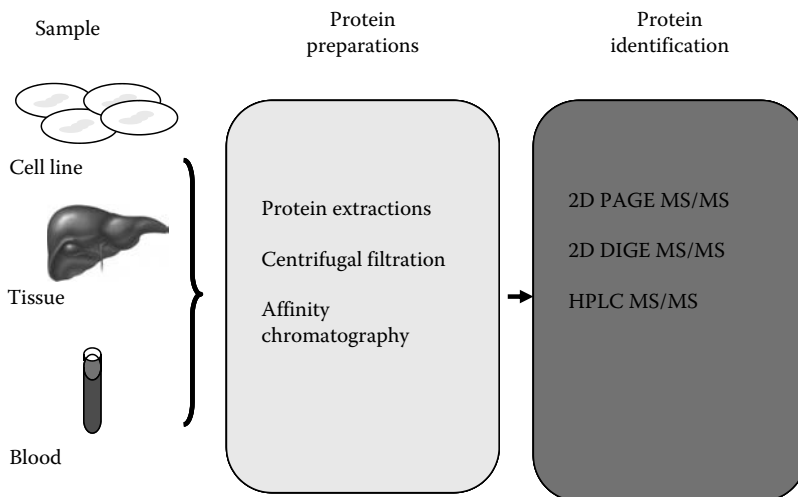 Sample
Protein
preparations
Protein
identification
Cell line
Tissue
Blood
Protein extractions
Centrifugal filtration
Affinity
chromatography
2D PAGE MS/MS
2D DIGE MS/MS
HPLC MS/MS